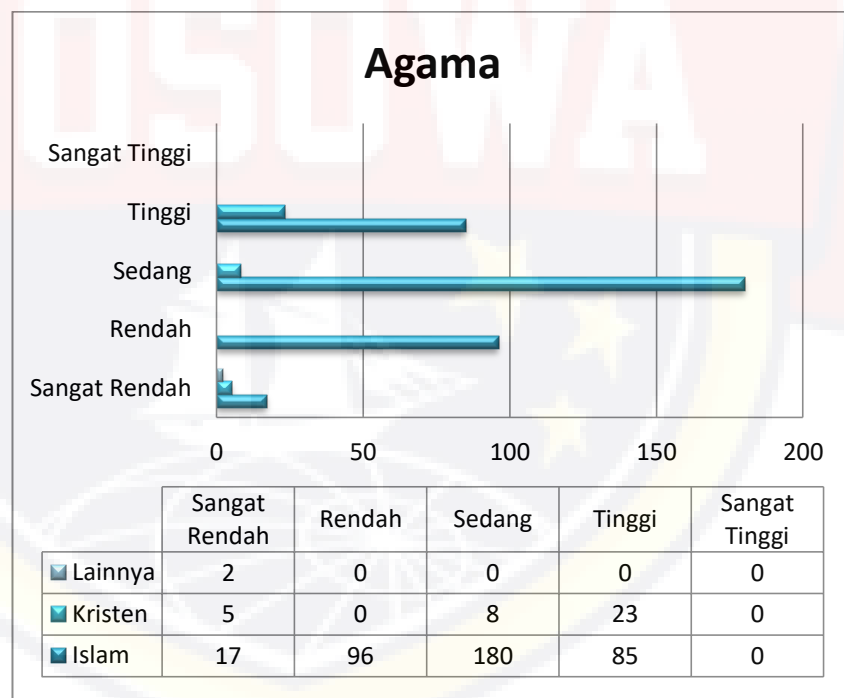 OSOWA
Agama
Sangat Tinggi
Tinggi
Sedang
Rendah
Sangat Rendah
0 50 100 150 200
Sangat Rendah Rendah Sedang Tinggi Sangat Tinggi
Lainnya 2 0 0 0 0
Kristen 5 0 8 23 0
Islam 17 96 180 85 0